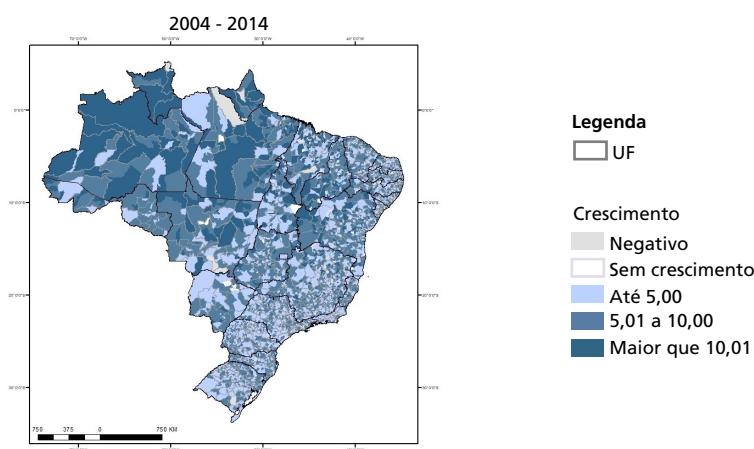 2004 - 2014
750 375 0 750 KM
Legenda
UF
Crescimento
Negativo
Sem crescimento
Até 5,00
5,01 a 10,00
Maior que 10,01